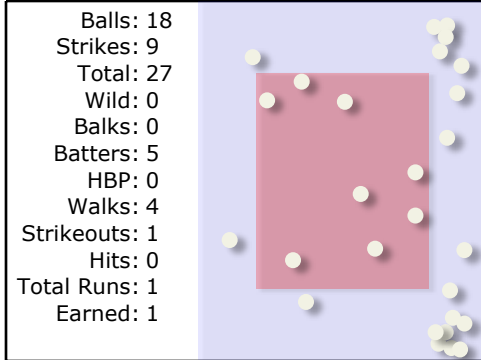 Balls: 18
Strikes: 9
Total: 27
Wild: 0
Balks: 0
Batters: 5
HBP: 0
Walks: 4
Strikeouts: 1
Hits: 0
Total Runs: 1
Earned: 1